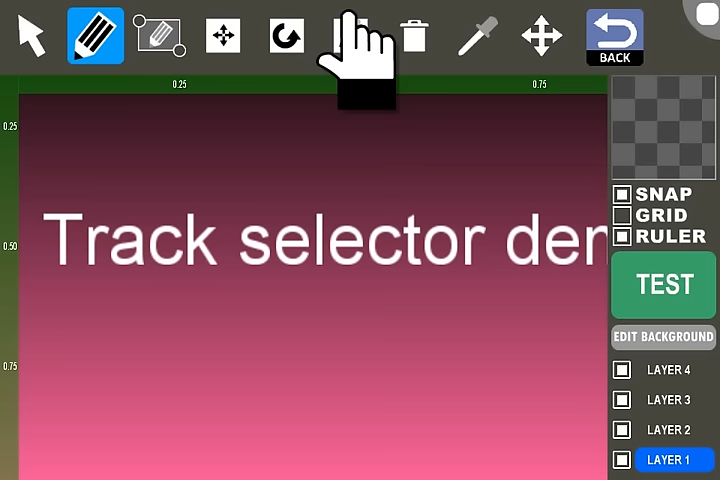 BACK
0.25 0.75
0.25
SNAP
GRID
RULER
Track selector
0.50
TEST
EDIT BACKGROUND
0.75
LAYER 4
LAYER 3
LAYER 2
LAYER 1